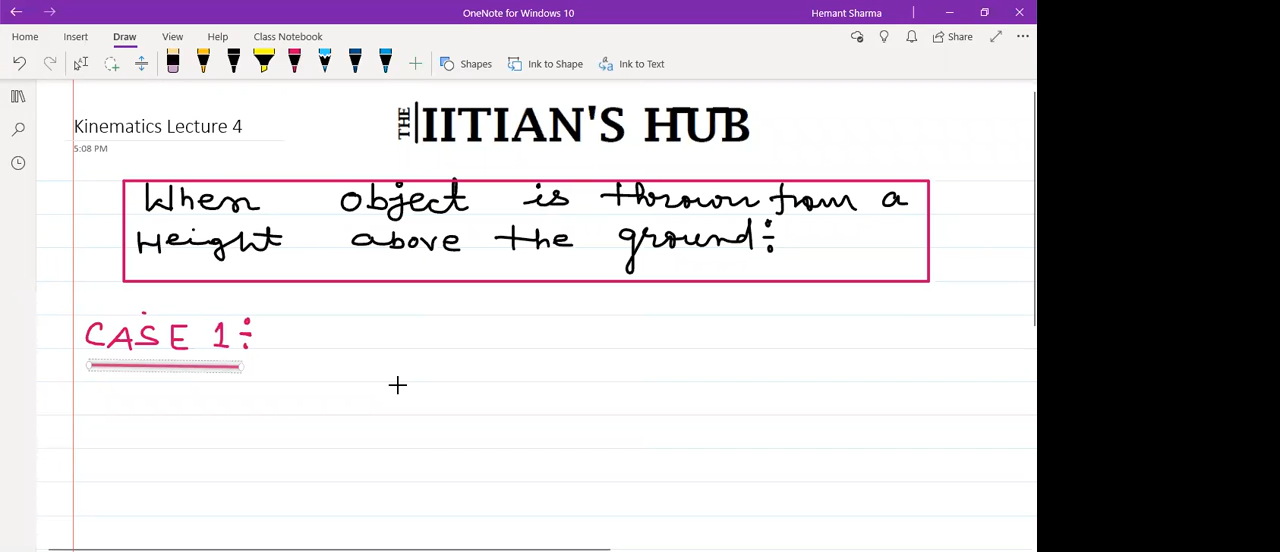 OneNote for Windows 10
Hemant Sharma
Home Insert Draw View Help Class Notebook
Share
Shapes Ink to Shape Ink to Text
THE IITIAN'S HUB
Kinematics Lecture 4
5:08 PM
When object is thrown from a
Height above the ground:
CASE 1: